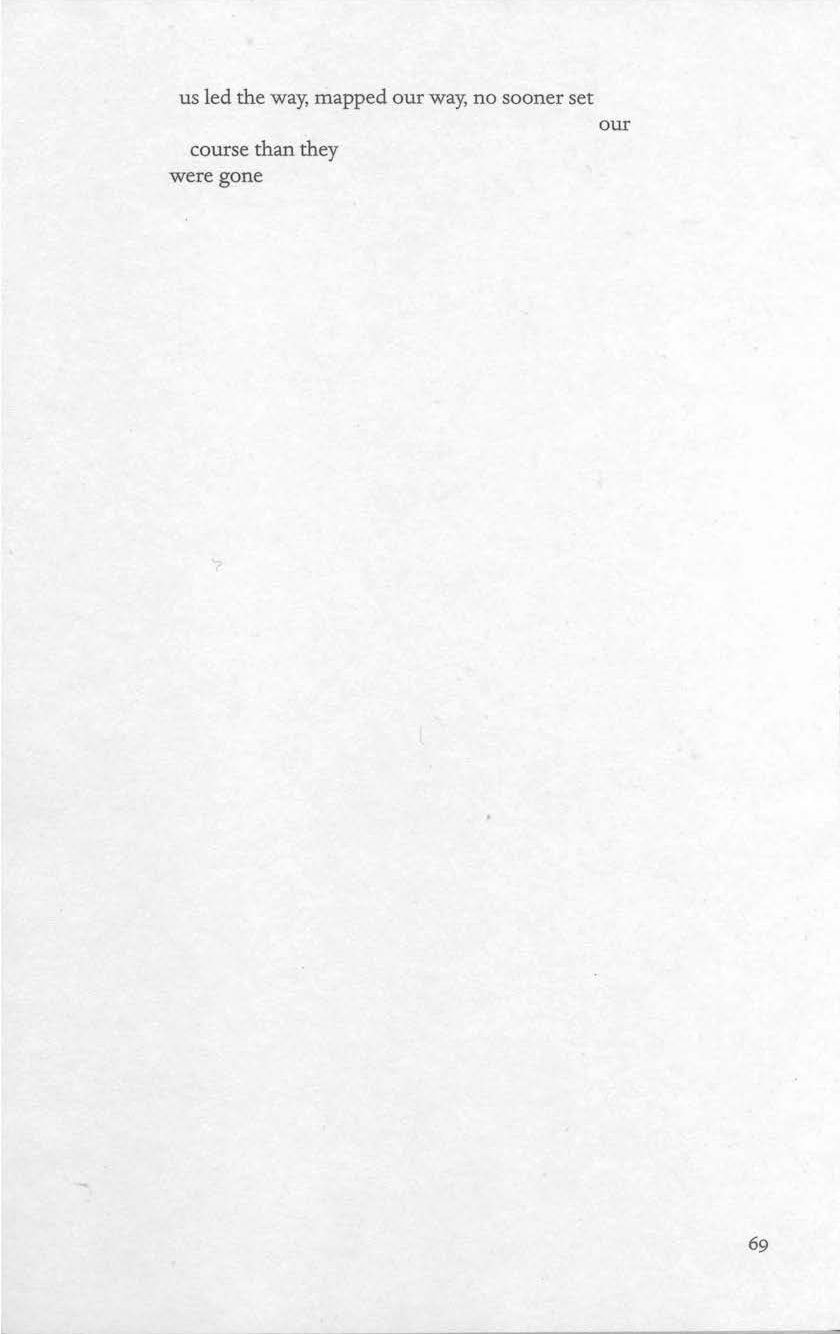 us led the way, mapped our way, no sooner set
our
course than they
were gone
69